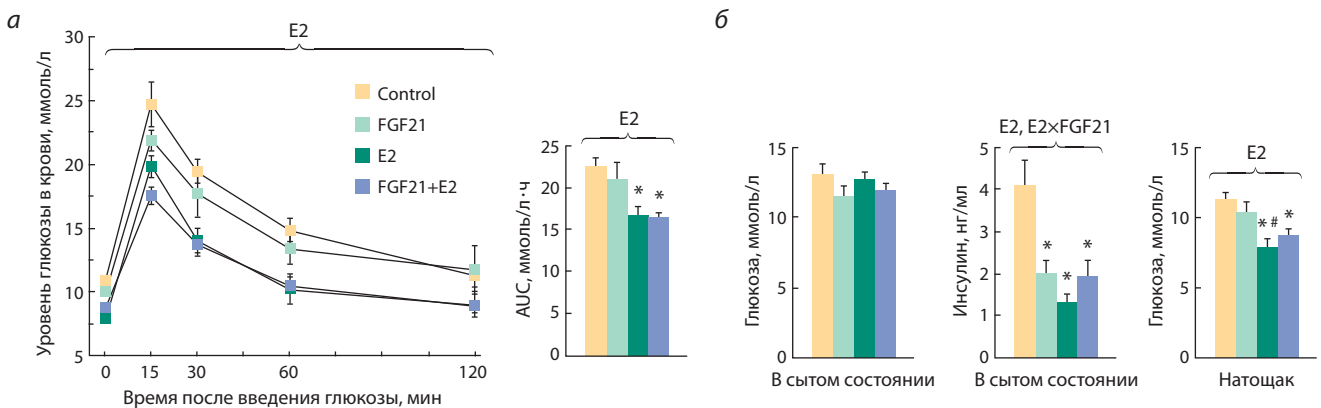 а
E2
Уровень глюкозы в крови, ммоль/л
30
25
20
15
10
5
Control
FGF21
E2
FGF21+E2
0 15 30 60 120
Время после введения глюкозы, мин
E2
AUC, ммоль/л · ч
25
20
15
10
5
0
* *
б
Глюкоза, ммоль/л
15
10
5
0
В сытом состоянии
E2, E2×FGF21
Инсулин, нг/мл
5
4
3
2
1
0
* * *
В сытом состоянии
E2
Глюкоза, ммоль/л
15
10
5
0
* # *
Натощак